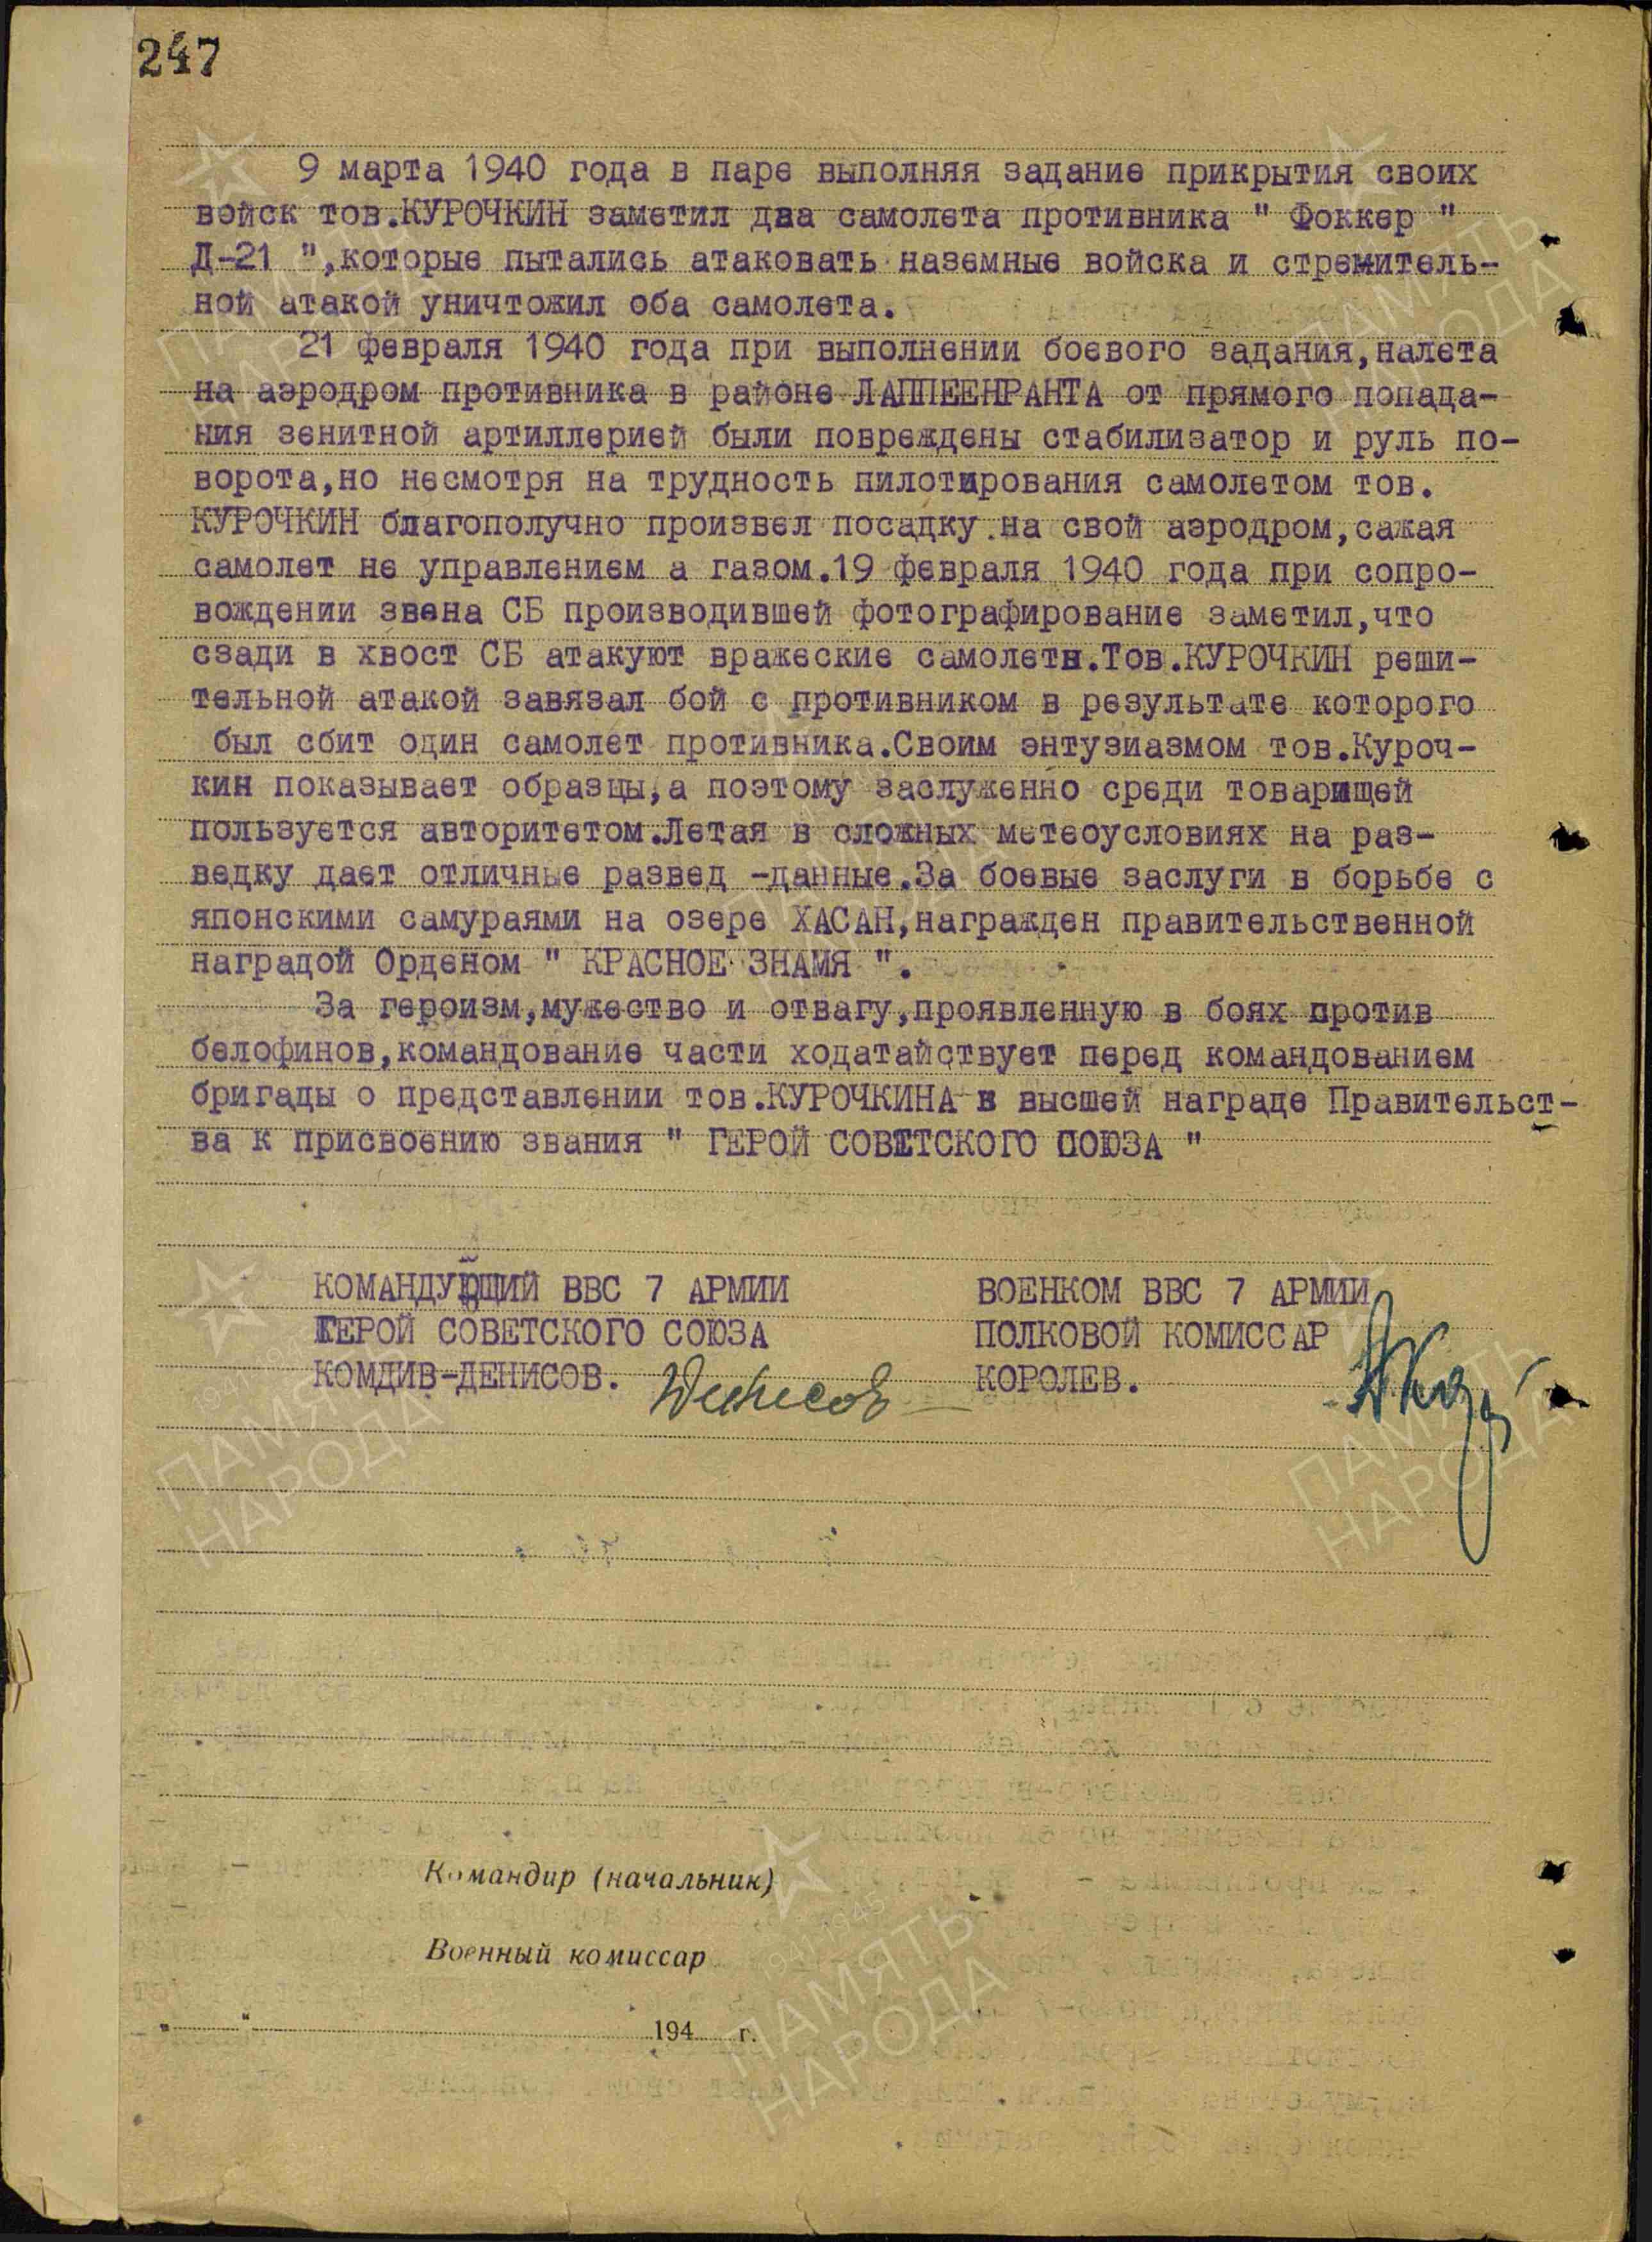 247
9 марта 1940 года в паре выполняя задание прикрытия своих
войск тов.КУРОЧКИН заметил два самолета противника " Фоккер "
Д-21 ",которые пытались атаковать наземные войска и стремитель-
ной атакой уничтожил оба самолета.
21 февраля 1940 года при выполнении боевого задания,налета
на аэродром противника в районе ЛАППЕЕНРАНТА от прямого попада-
ния зенитной артиллерией были повреждены стабилизатор и руль по-
ворота,но несмотря на трудность пилотирования самолетом тов.
КУРОЧКИН благополучно произвел посадку на свой аэродром,сажая
самолет не управлением а газом.19 февраля 1940 года при сопро-
вождении звена СБ производившей фотографирование заметил,что
сзади в хвост СБ атакуют вражеские самолеты.Тов.КУРОЧКИН реши-
тельной атакой завязал бой с противником в результате которого
был сбит один самолет противника.Своим энтузиазмом тов.Куроч-
кин показывает образцы,а поэтому заслуженно среди товарищей
пользуется авторитетом.Летая в сложных метеоусловиях на раз-
ведку дает отличные развед -данные.За боевые заслуги в борьбе с
японскими самураями на озере ХАСАН,награжден правительственной
наградой Орденом " КРАСНОЕ ЗНАМЯ ".
За героизм,мужество и отвагу,проявленную в боях против
белофинов,командование части ходатайствует перед командованием
бригады о представлении тов.КУРОЧКИНА к высшей награде Правительст-
ва к присвоению звания " ГЕРОЙ СОВЕТСКОГО СОЮЗА "
КОМАНДУЮЩИЙ ВВС 7 АРМИИ ВОЕНКОМ ВВС 7 АРМИИ
ГЕРОЙ СОВЕТСКОГО СОЮЗА ПОЛКОВОЙ КОМИССАР
КОМДИВ-ДЕНИСОВ. Денисов КОРОЛЕВ.
Командир (начальник)
Военный комиссар
" " 194 г.
ПАМЯТЬ
НАРОДА